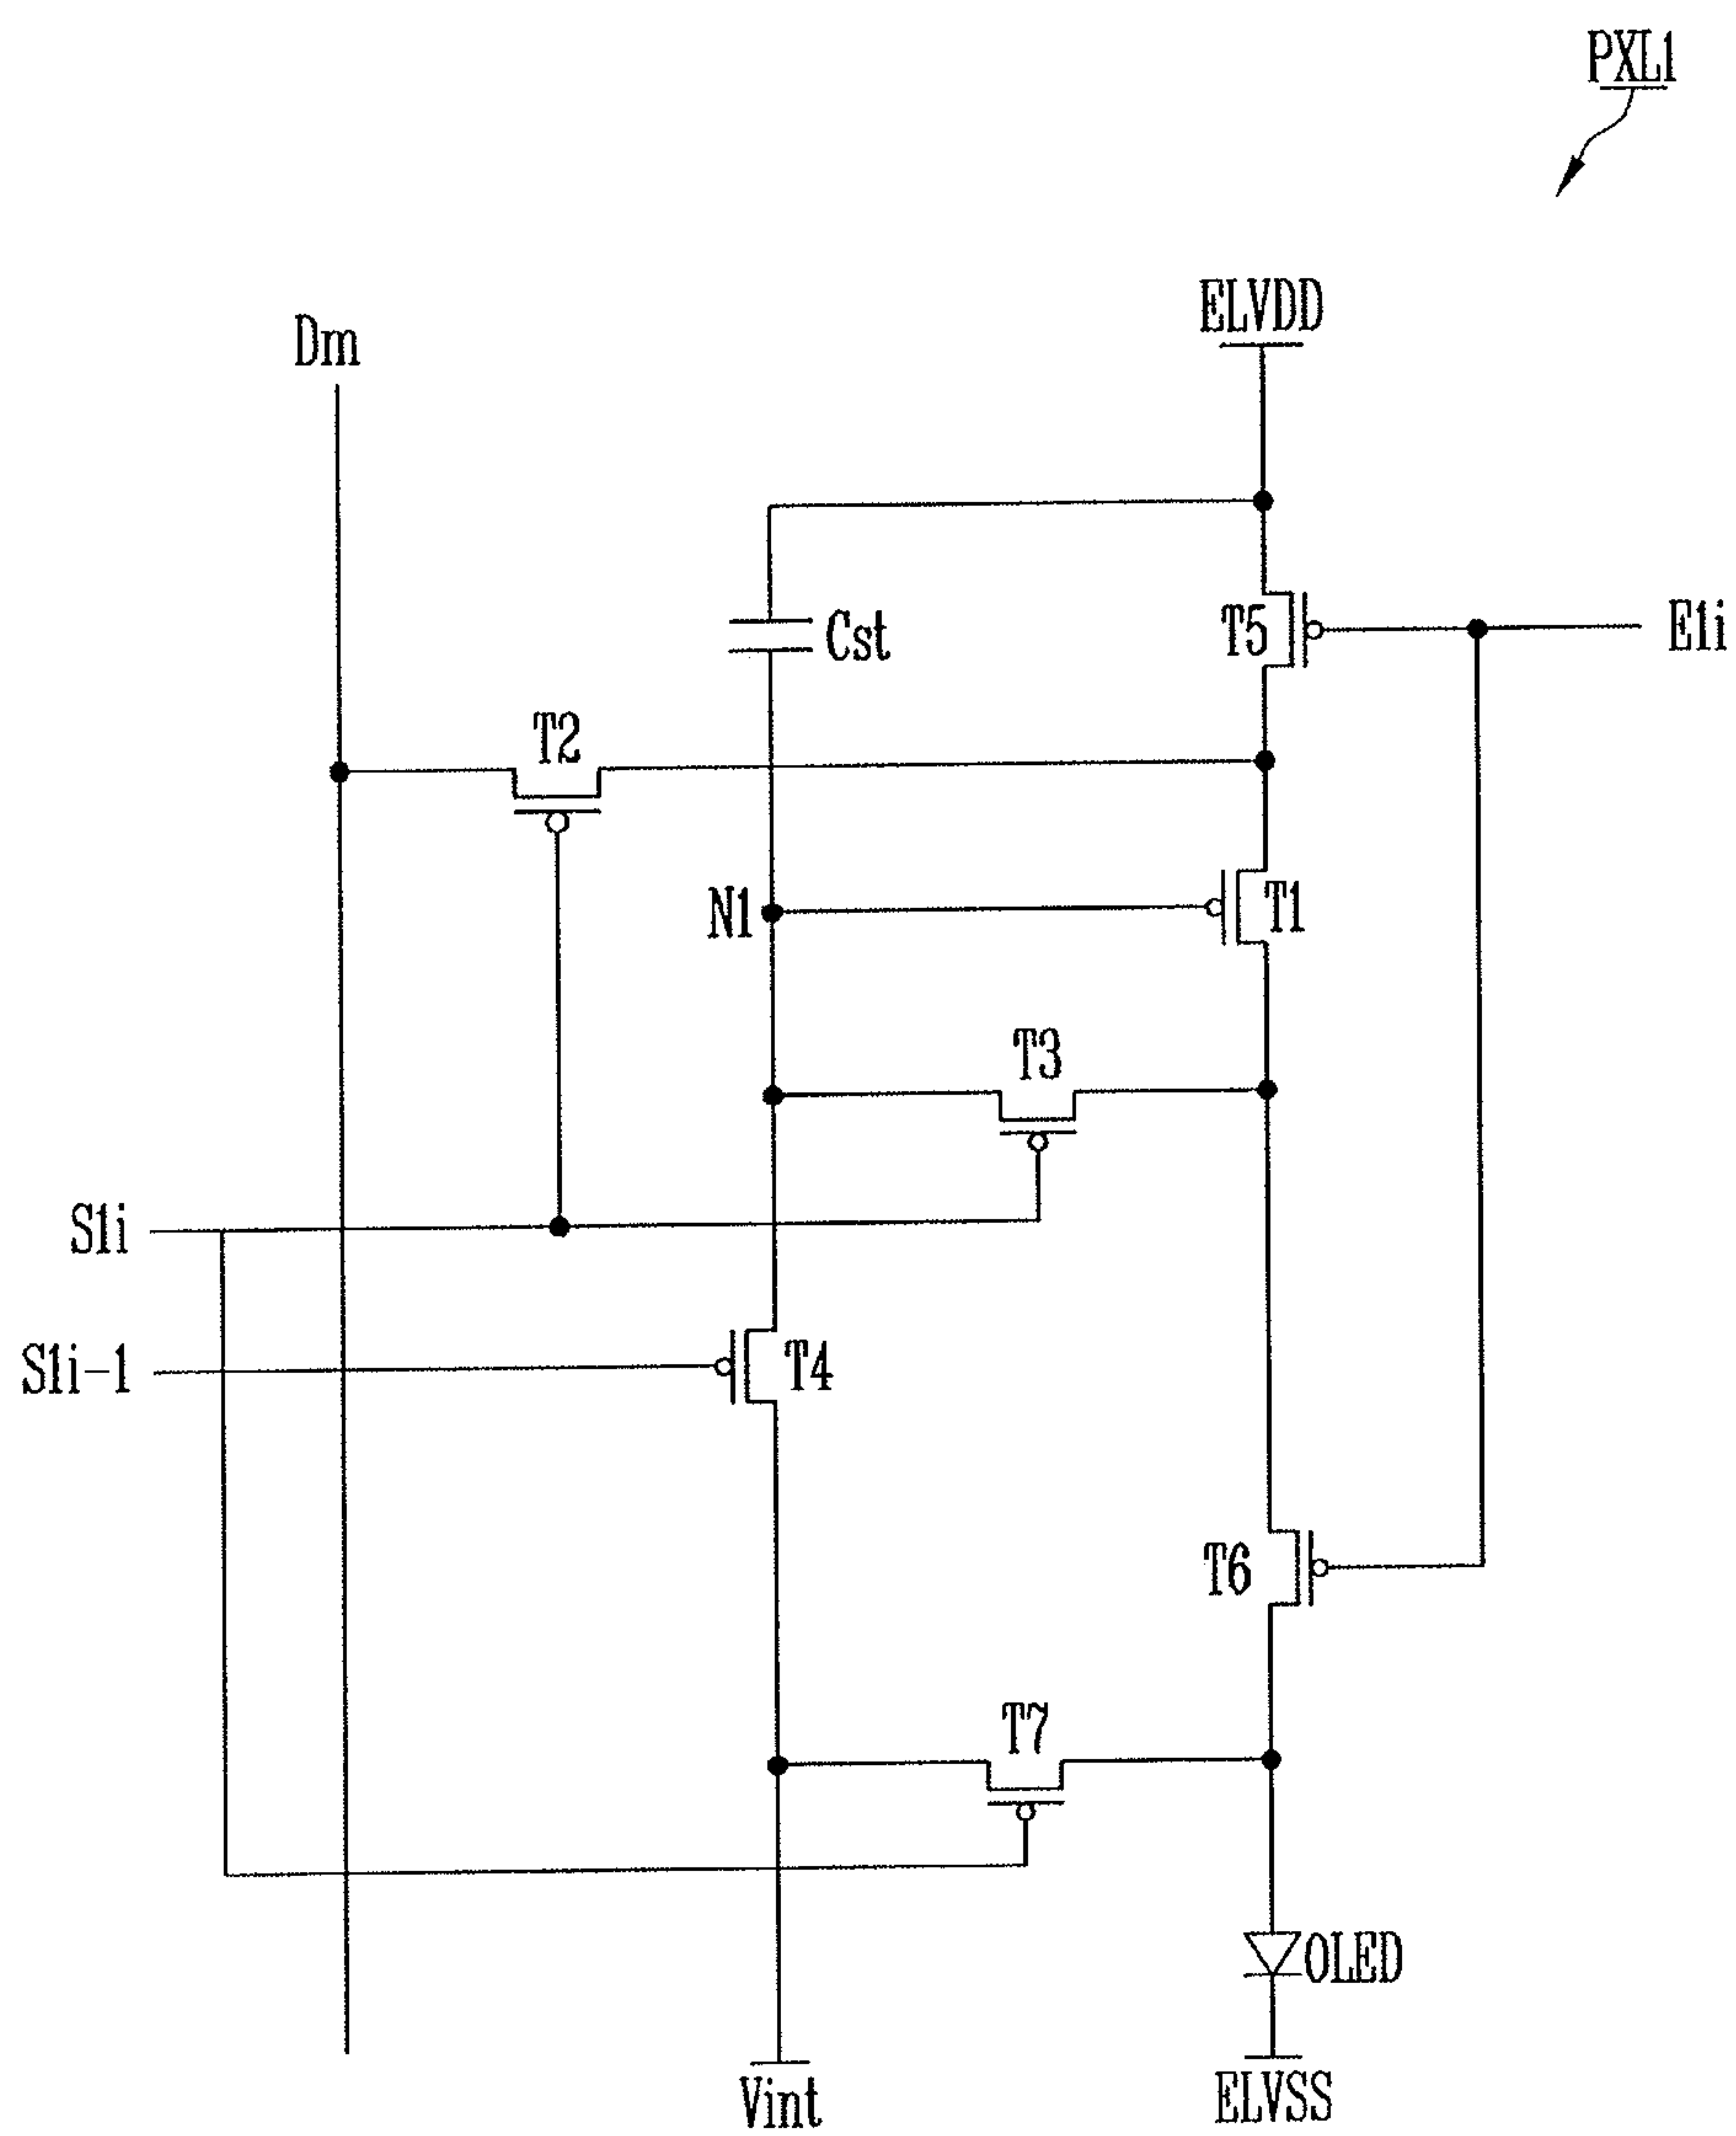 PXL1
ELVDD
Dm
T5
E1i
Cst
T2
N1
T1
T3
S1i
S1i-1
T4
T6
T7
OLED
Vint
ELVSS